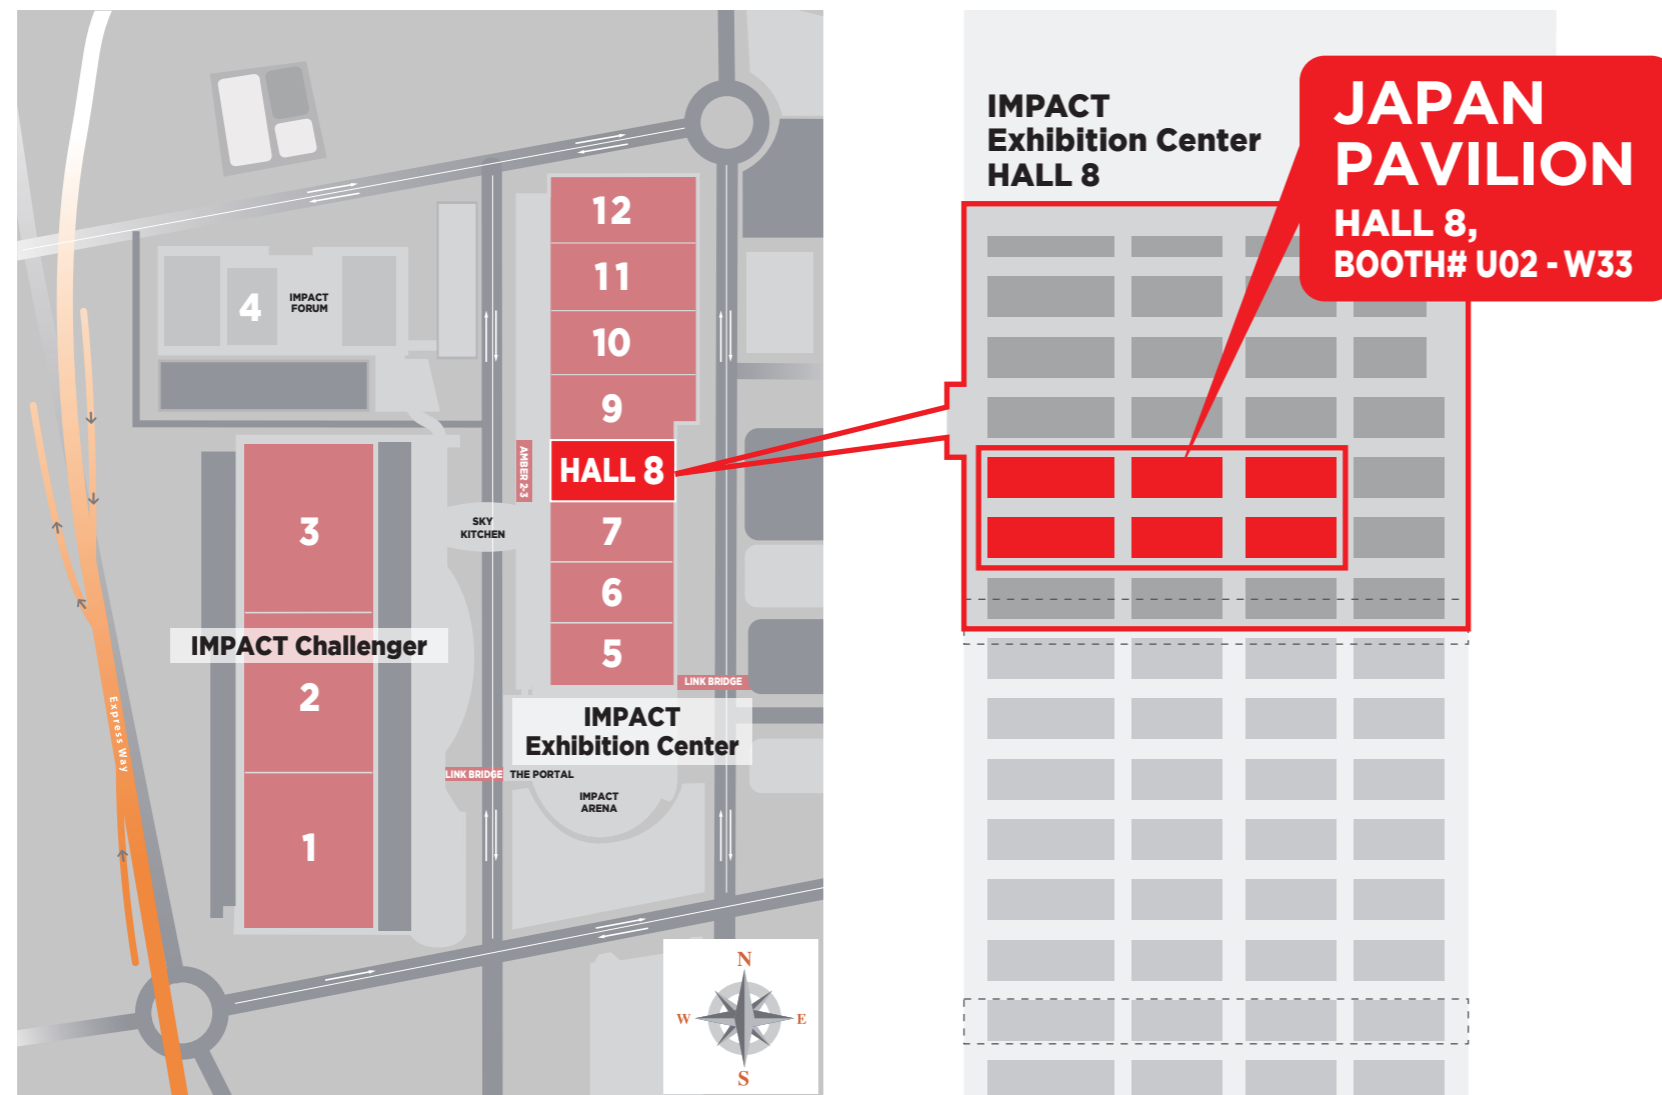 12
11
10
9
HALL 8
7
6
5
4
IMPACT
FORUM
AMBER 2-3
SKY
KITCHEN
3
IMPACT Challenger
2
1
Express Way
LINK BRIDGE
IMPACT
Exhibition Center
LINK BRIDGE
THE PORTAL
IMPACT
ARENA
N
W
E
S
IMPACT
Exhibition Center
HALL 8
JAPAN
PAVILION
HALL 8,
BOOTH# U02 - W33